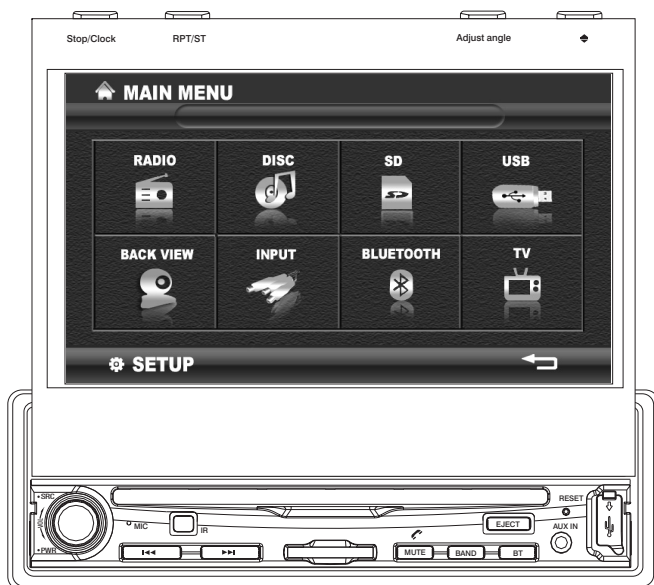 Stop/Clock RPT/ST Adjust angle
MAIN MENU
RADIO DISC SD USB
BACK VIEW INPUT BLUETOOTH TV
SETUP
SRC
RESET
VOL
MIC IR EJECT AUX IN
PWR MUTE BAND BT